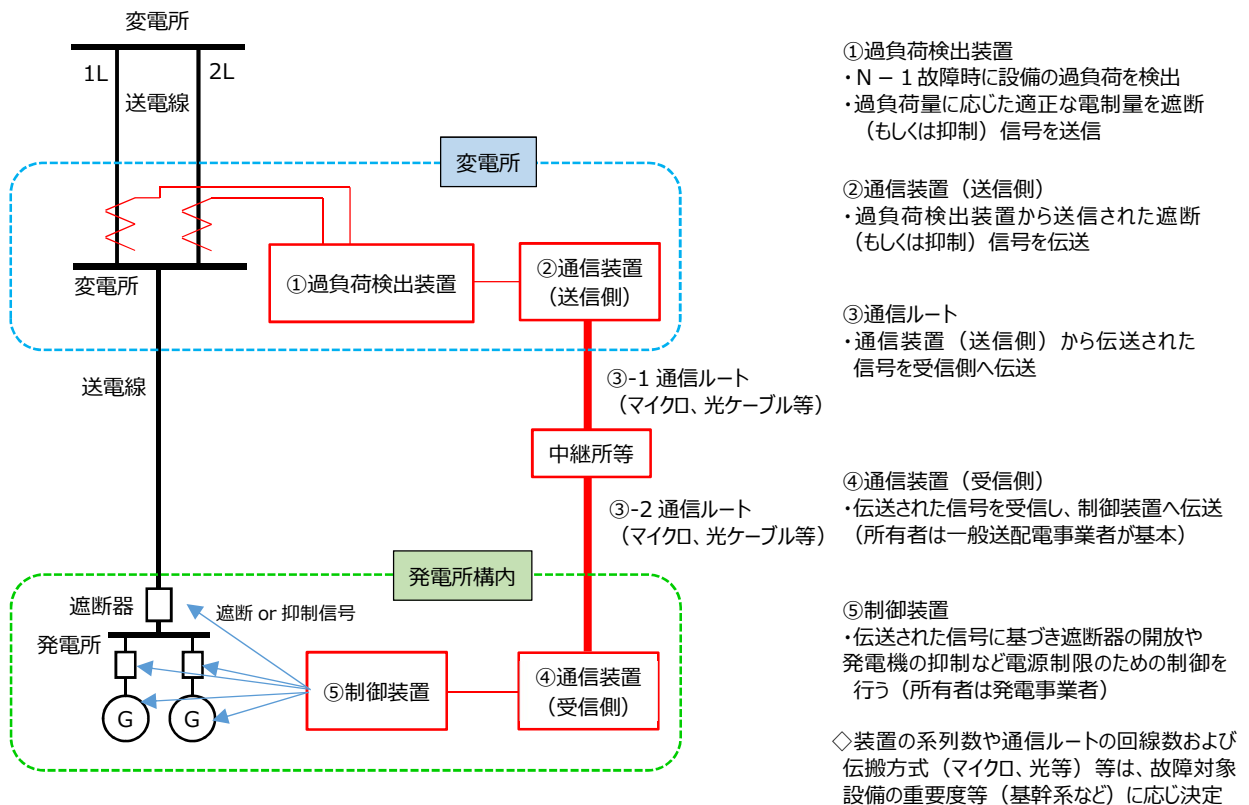 変電所
1L
2L
送電線
変電所
①過負荷検出装置
②通信装置
（送信側）
変電所
送電線
③-1 通信ルート
（マイクロ、光ケーブル等）
中継所等
③-2 通信ルート
（マイクロ、光ケーブル等）
発電所構内
遮断器
遮断 or 抑制信号
発電所
⑤制御装置
④通信装置
（受信側）
G
G
①過負荷検出装置
・Ｎ－１故障時に設備の過負荷を検出
・過負荷量に応じた適正な電制量を遮断
（もしくは抑制）信号を送信
②通信装置（送信側）
・過負荷検出装置から送信された遮断
（もしくは抑制）信号を伝送
③通信ルート
・通信装置（送信側）から伝送された
信号を受信側へ伝送
④通信装置（受信側）
・伝送された信号を受信し、制御装置へ伝送
（所有者は一般送配電事業者が基本）
⑤制御装置
・伝送された信号に基づき遮断器の開放や
発電機の抑制など電源制限のための制御を
行う（所有者は発電事業者）
◇装置の系列数や通信ルートの回線数および
伝搬方式（マイクロ、光等）等は、故障対象
設備の重要度等（基幹系など）に応じ決定